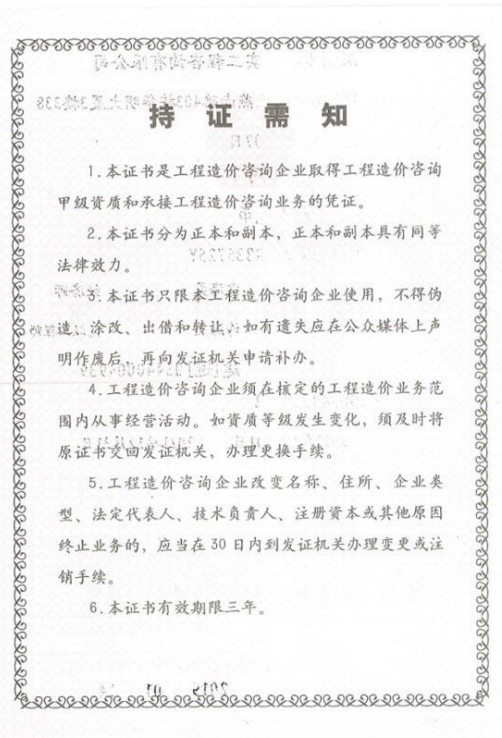 持证需知
1.本证书是工程造价咨询企业取得工程造价咨询
甲级资质和承接工程造价咨询业务的凭证。
2.本证书分为正本和副本，正本和副本具有同等
法律效力。
3.本证书只限本工程造价咨询企业使用，不得伪
造、涂改、出借和转让。如有遗失应在公众媒体上声
明作废后，再向发证机关申请补办。
4.工程造价咨询企业须在核定的工程造价业务范
围内从事经营活动。如资质等级发生变化，须及时将
原证书交回发证机关，办理更换手续。
5.工程造价咨询企业改变名称、住所、企业类
型、法定代表人、技术负责人、注册资本或其他原因
终止业务的，应当在30日内到发证机关办理变更或注
销手续。
6.本证书有效期限三年。